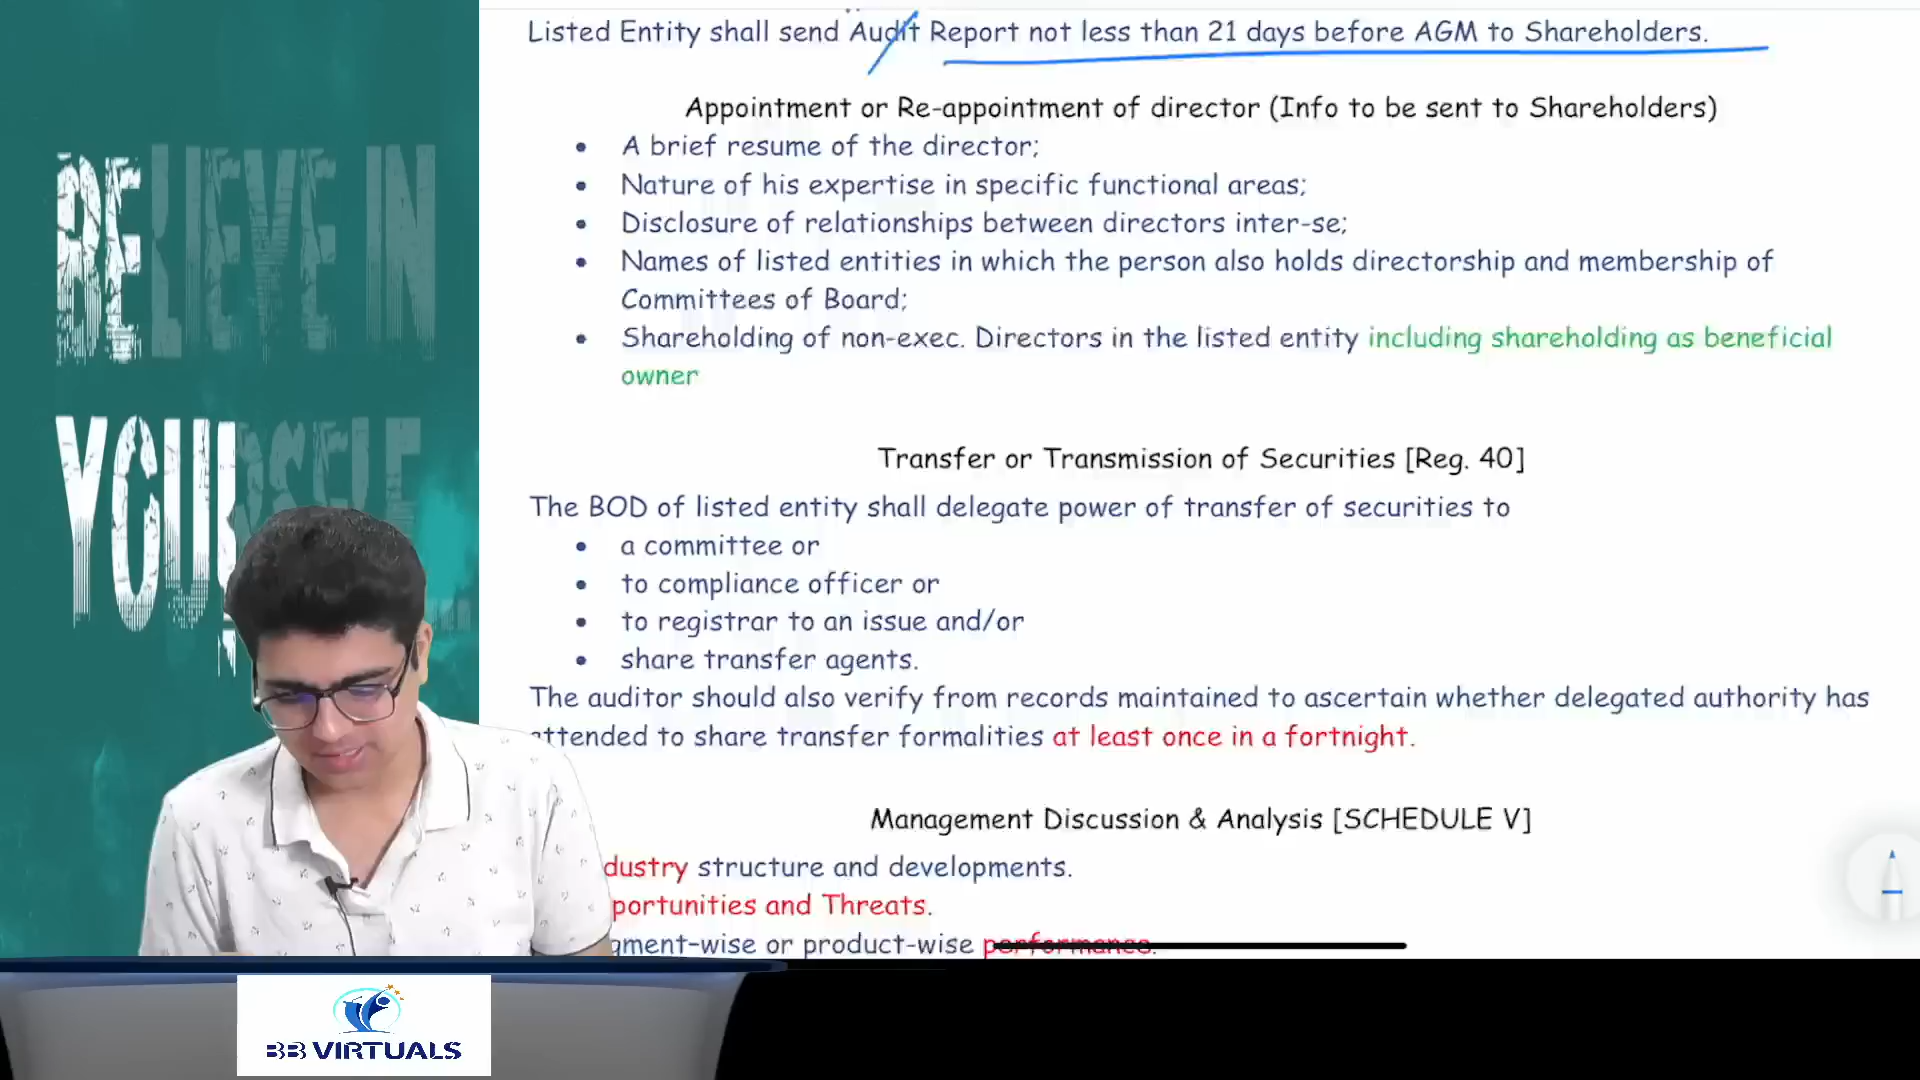 Listed Entity shall send Audit Report not less than 21 days before AGM to Shareholders.
Appointment or Re-appointment of director (Info to be sent to Shareholders)
• A brief resume of the director;
• Nature of his expertise in specific functional areas;
• Disclosure of relationships between directors inter-se;
• Names of listed entities in which the person also holds directorship and membership of
Committees of Board;
• Shareholding of non-exec. Directors in the listed entity including shareholding as beneficial
owner
Transfer or Transmission of Securities [Reg. 40]
The BOD of listed entity shall delegate power of transfer of securities to
• a committee or
• to compliance officer or
• to registrar to an issue and/or
• share transfer agents.
The auditor should also verify from records maintained to ascertain whether delegated authority has
attended to share transfer formalities at least once in a fortnight.
Management Discussion & Analysis [SCHEDULE V]
dustry structure and developments.
portunities and Threats.
gment-wise or product-wise performance.
BELIEVE IN
YOURSELF
BB VIRTUALS